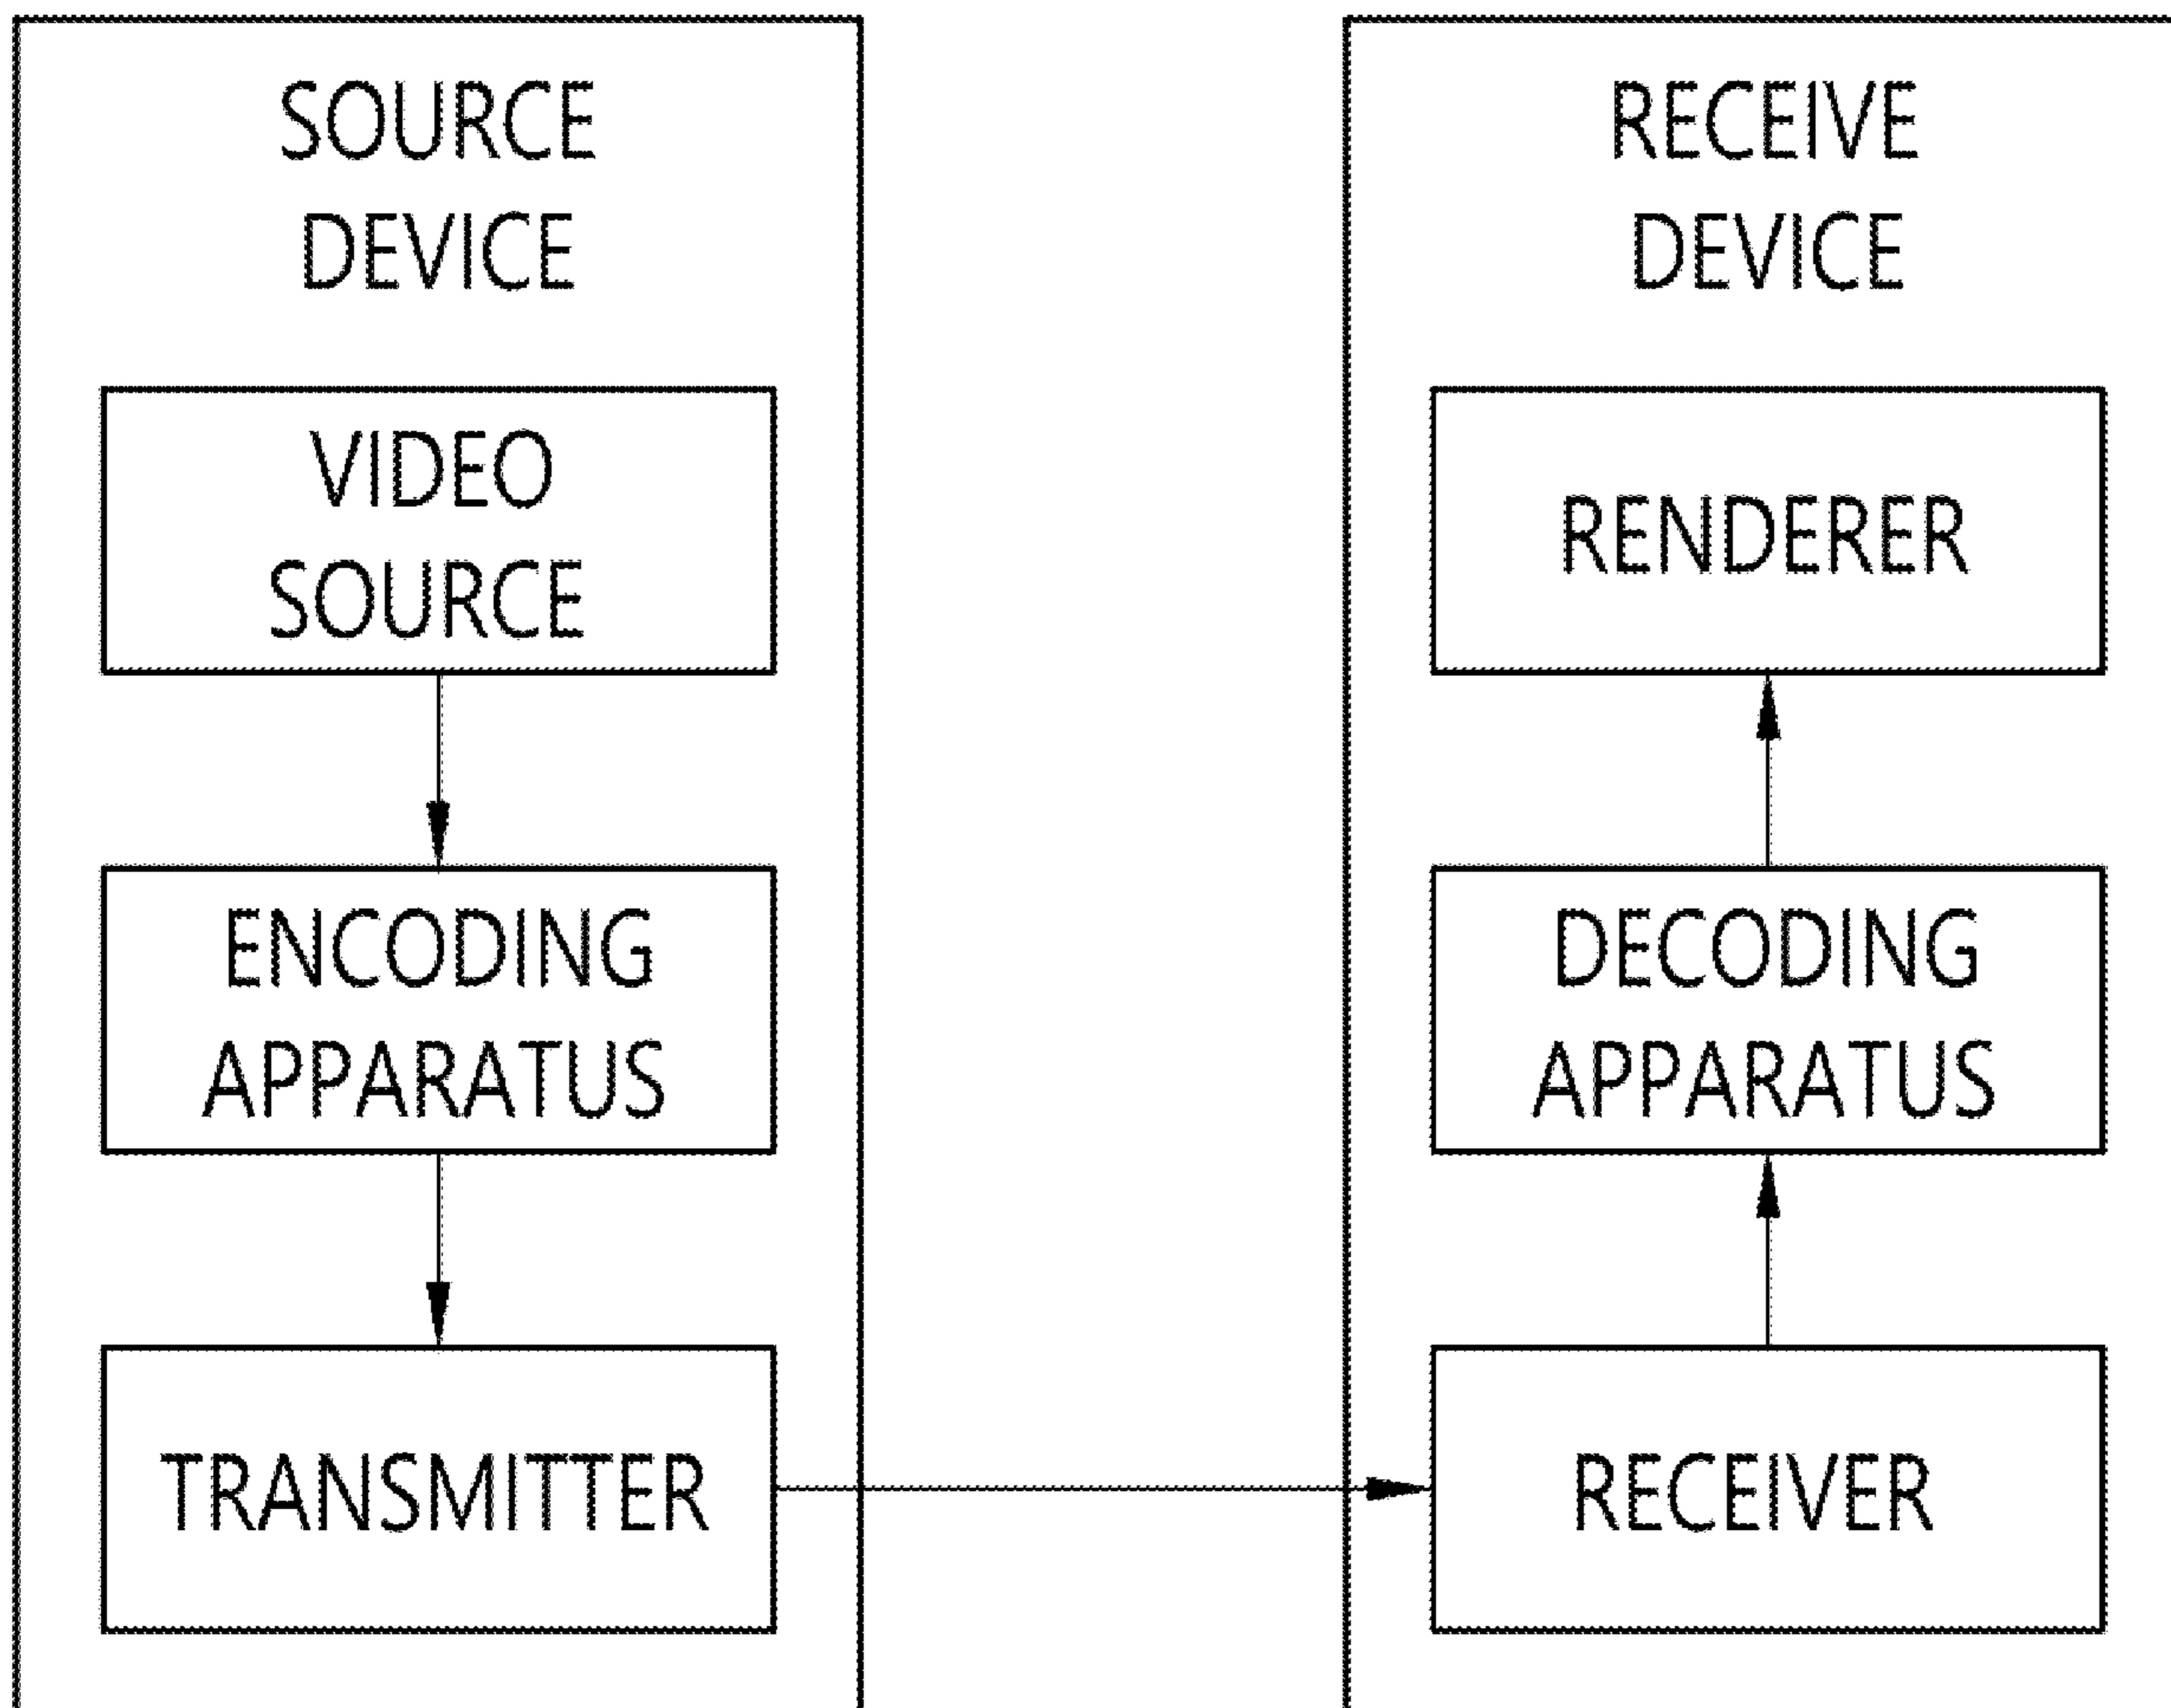 SOURCE
DEVICE
VIDEO
SOURCE
ENCODING
APPARATUS
TRANSMITTER
RECEIVE
DEVICE
RENDERER
DECODING
APPARATUS
RECEIVER